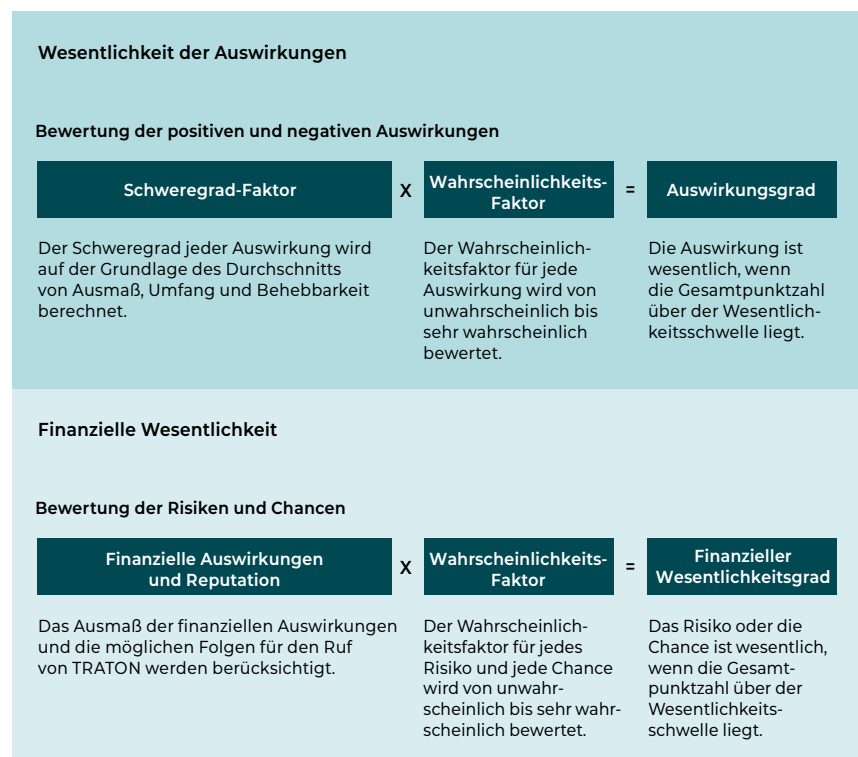 Wesentlichkeit der Auswirkungen
Bewertung der positiven und negativen Auswirkungen
Schweregrad-Faktor
X
Wahrscheinlichkeits-
Faktor
=
Auswirkungsgrad
Der Schweregrad jeder Auswirkung wird
auf der Grundlage des Durchschnitts
von Ausmaß, Umfang und Behebbarkeit
berechnet.
Der Wahrscheinlich-
keitsfaktor für jede
Auswirkung wird von
unwahrscheinlich bis
sehr wahrscheinlich
bewertet.
Die Auswirkung ist
wesentlich, wenn
die Gesamtpunktzahl
über der Wesentlich-
keitsschwelle liegt.
Finanzielle Wesentlichkeit
Bewertung der Risiken und Chancen
Finanzielle Auswirkungen
und Reputation
X
Wahrscheinlichkeits-
Faktor
=
Finanzieller
Wesentlichkeitsgrad
Das Ausmaß der finanziellen Auswirkungen
und die möglichen Folgen für den Ruf
von TRATON werden berücksichtigt.
Der Wahrscheinlich-
keitsfaktor für jedes
Risiko und jede Chance
wird von unwahr-
scheinlich bis sehr wahr-
scheinlich bewertet.
Das Risiko oder die
Chance ist wesentlich,
wenn die Gesamt-
punktzahl über der
Wesentlichkeits-
schwelle liegt.